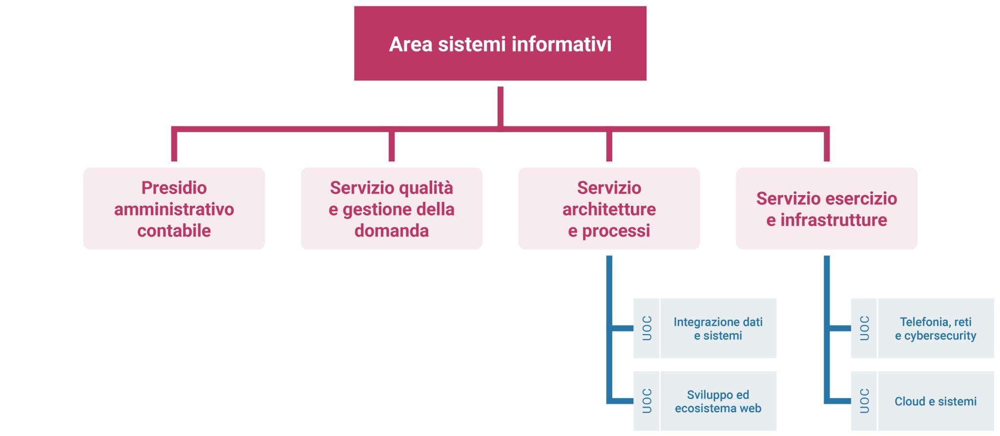 Area sistemi informativi
Presidio
amministrativo
contabile
Servizio qualità
e gestione della
domanda
Servizio
architetture
e processi
Servizio esercizio
e infrastrutture
UOC
Integrazione dati
e sistemi
UOC
Sviluppo ed
ecosistema web
UOC
Telefonia, reti
e cybersecurity
UOC
Cloud e sistemi